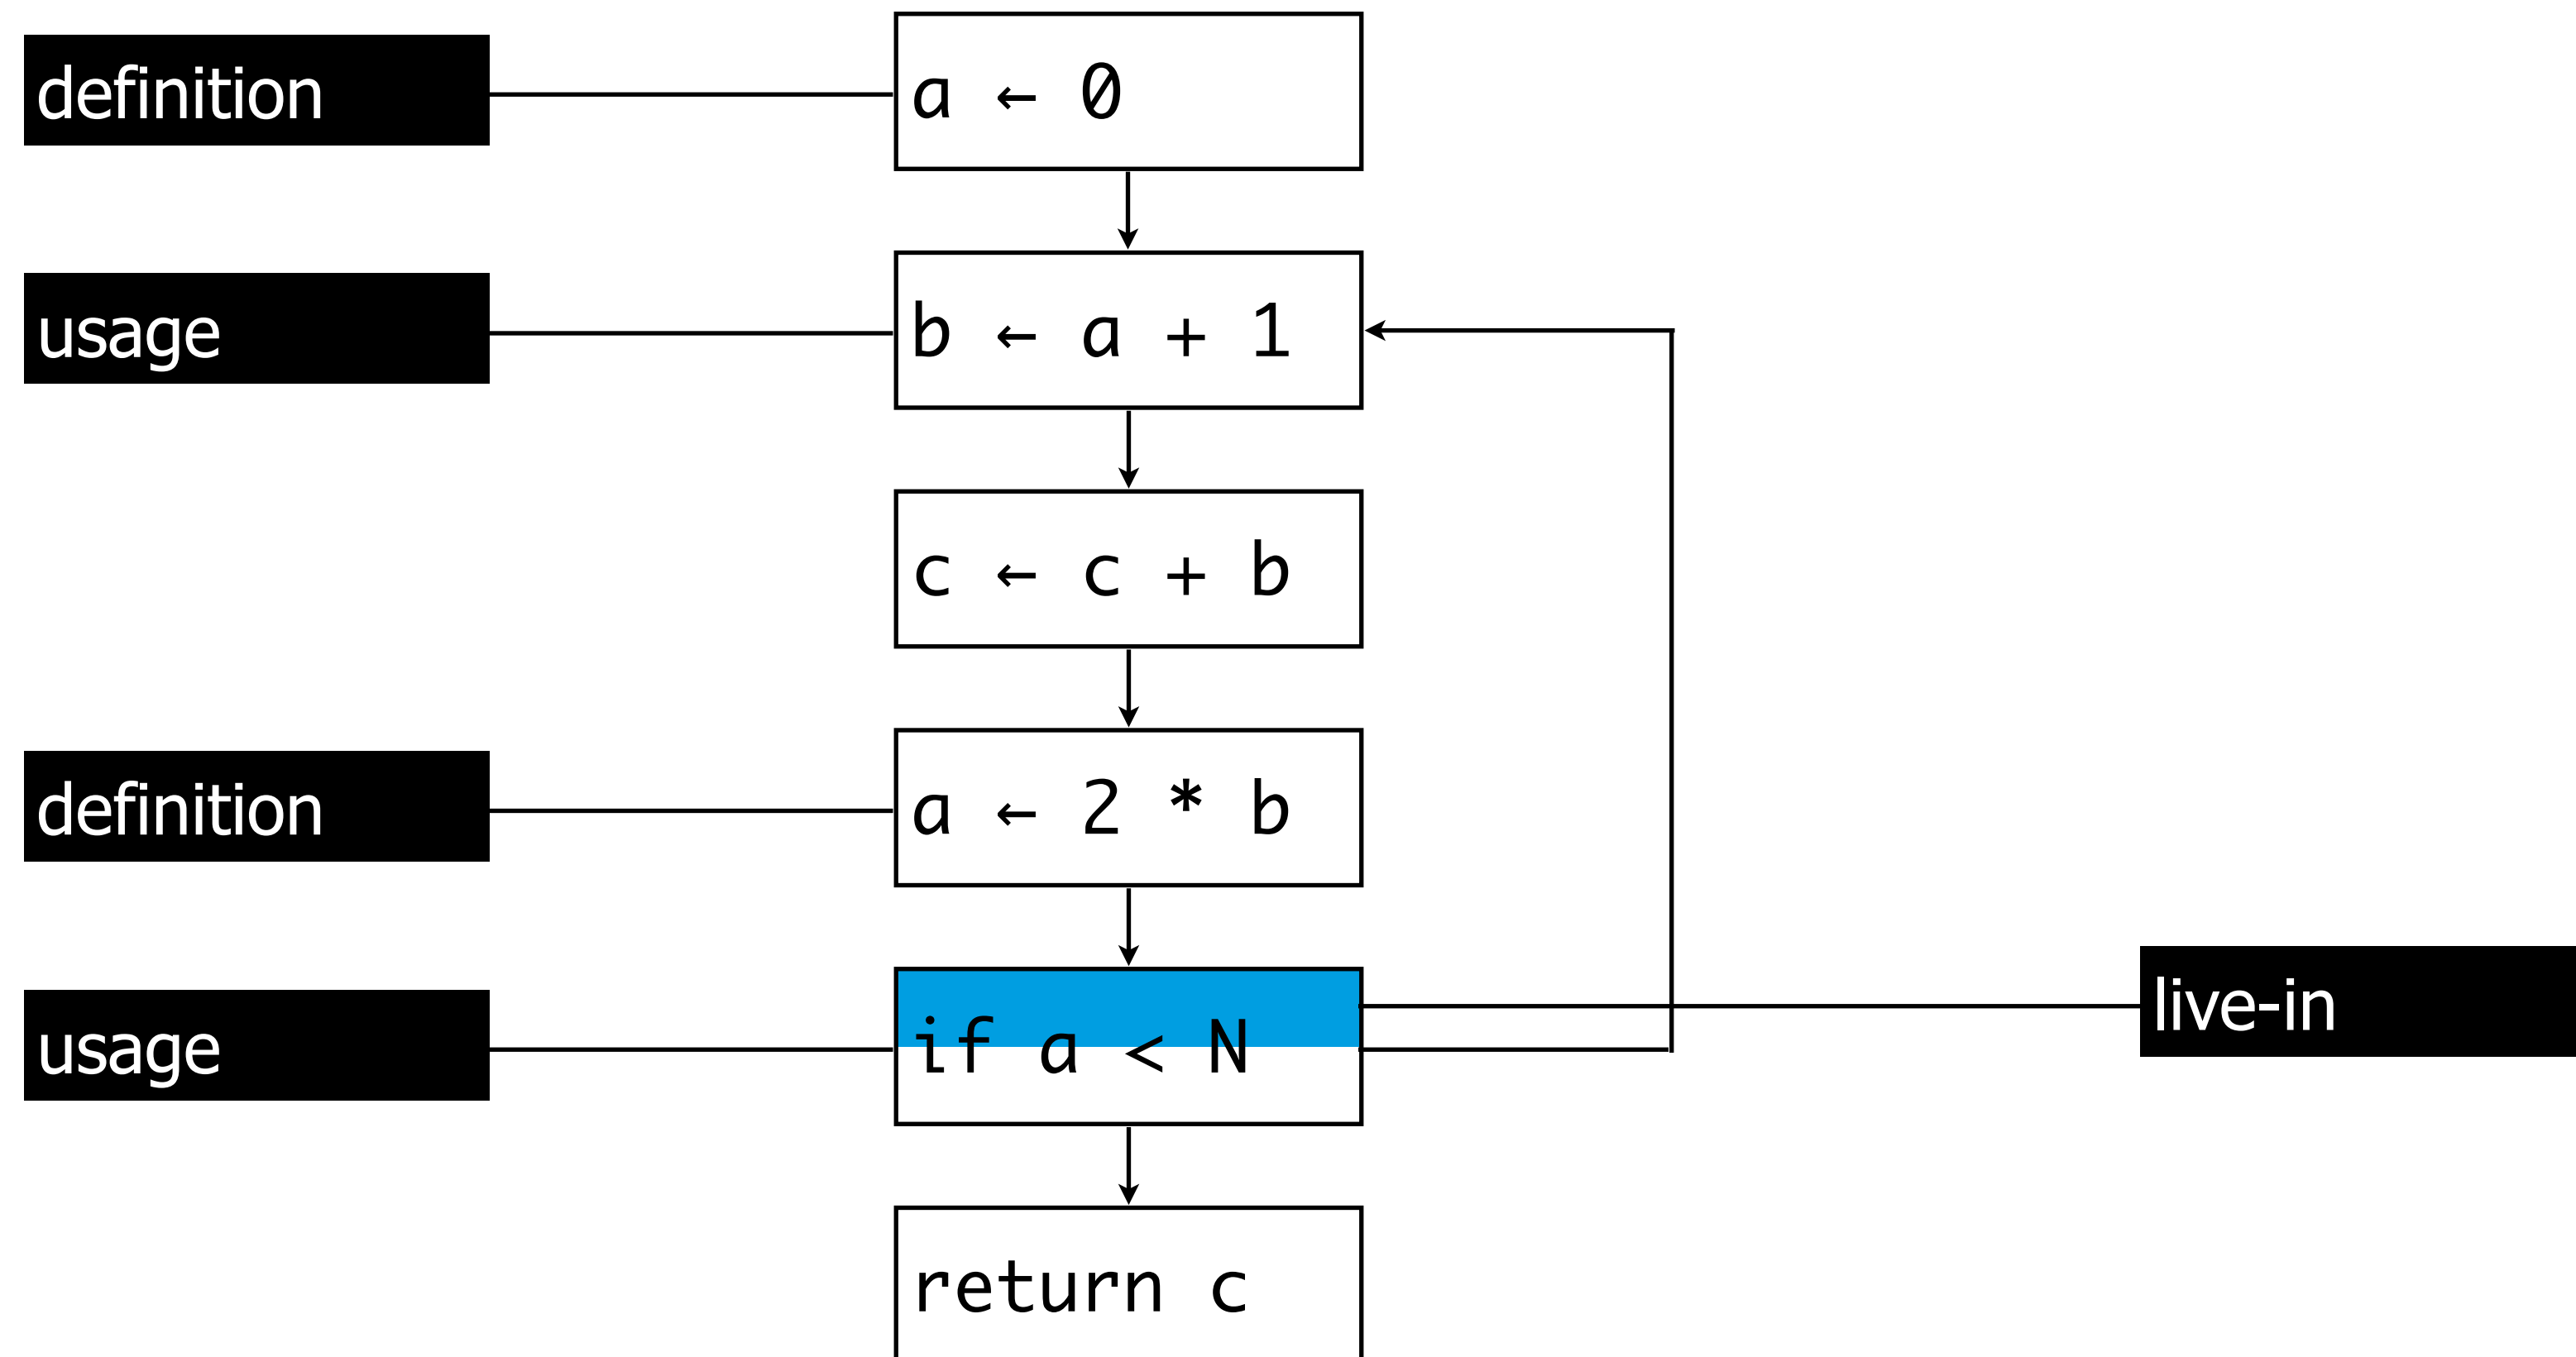 definition
a ← 0
usage
b ← a + 1
c ← c + b
definition
a ← 2 * b
usage
if a < N
live-in
return c